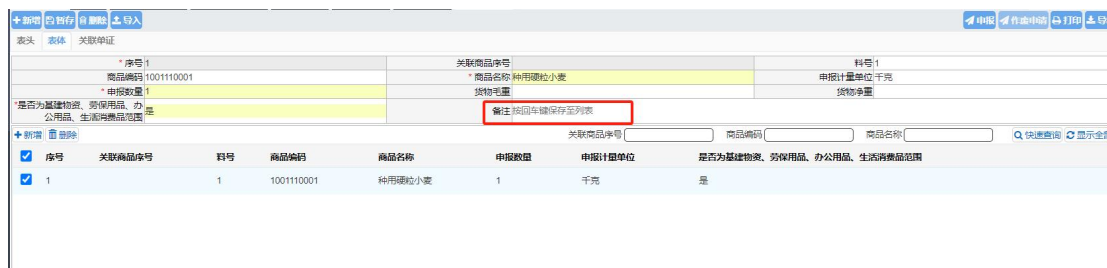 新增 暂存 删除 导入 申报 作废申请 打印
表头 表体 关联单证
*序号 1 关联商品序号 料号 1
商品编码 1001110001 *商品名称 种用硬粒小麦 申报计量单位 千克
*申报数量 1 货物毛重 货物净重
*是否为基建物资、劳保用品、办公用品、生活消费品范围 是 备注 按回车键保存至列表
新增 删除 关联商品序号 商品编码 商品名称 快速查询
序号 关联商品序号 料号 商品编码 商品名称 申报数量 申报计量单位 是否为基建物资、劳保用品、办公用品、生活消费品范围
1 1 1001110001 种用硬粒小麦 1 千克 是